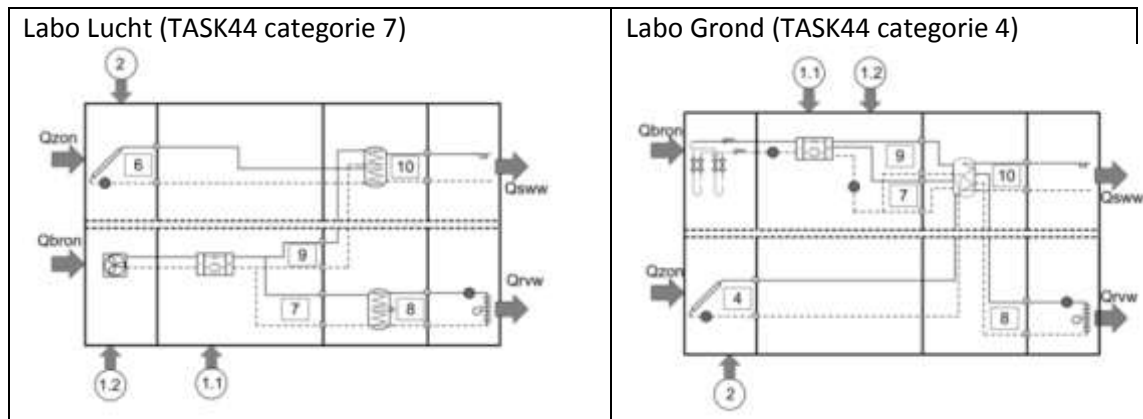 Labo Lucht (TASK44 categorie 7)
2
Qzon
6
10
Qsww
Qbron
9
7
8
Qrvw
1.2
1.1
Labo Grond (TASK44 categorie 4)
1.1
1.2
Qbron
9
10
7
Qsww
Qzon
4
8
Qrvw
2